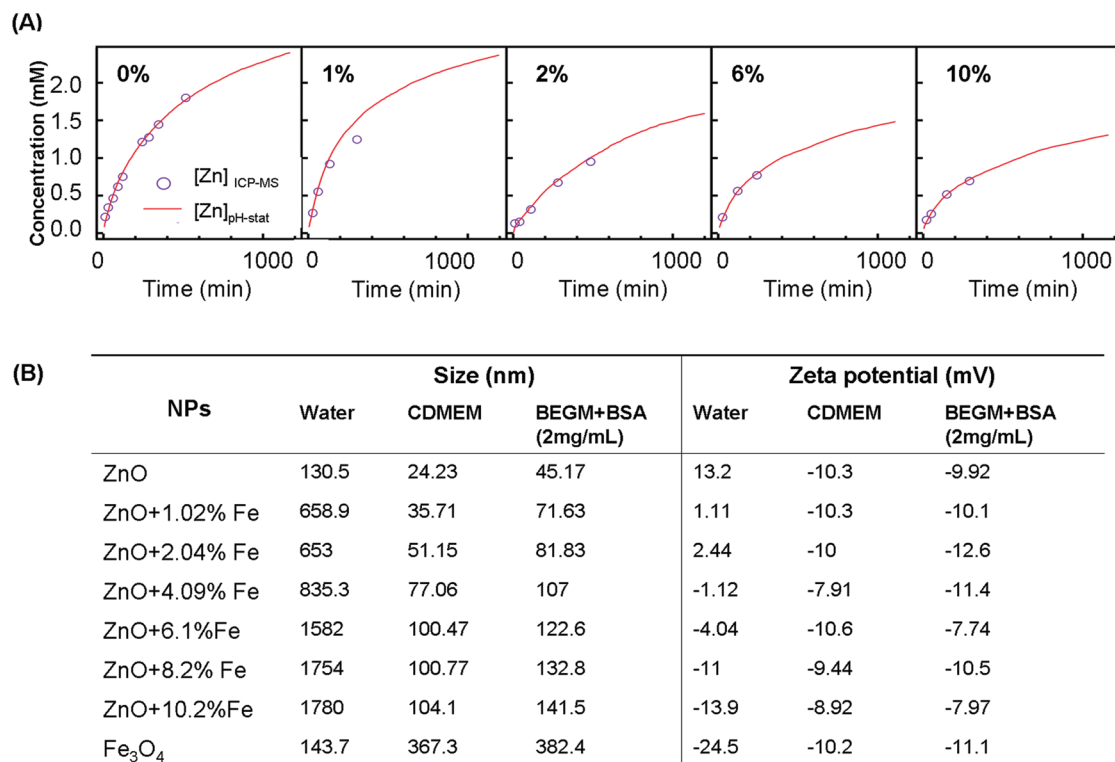 (A)
0% 1% 2% 6% 10%
Concentration (mM)
2.0
1.5
1.0
0.5
0.0
[Zn] ICP-MS
[Zn]pH-stat
0 1000 0 1000 0 1000 0 1000 0 1000
Time (min) Time (min) Time (min) Time (min) Time (min)
(B)
Size (nm) Zeta potential (mV)
NPs Water CDMEM BEGM+BSA Water CDMEM BEGM+BSA
(2mg/mL) (2mg/mL)
ZnO 130.5 24.23 45.17 13.2 -10.3 -9.92
ZnO+1.02% Fe 658.9 35.71 71.63 1.11 -10.3 -10.1
ZnO+2.04% Fe 653 51.15 81.83 2.44 -10 -12.6
ZnO+4.09% Fe 835.3 77.06 107 -1.12 -7.91 -11.4
ZnO+6.1%Fe 1582 100.47 122.6 -4.04 -10.6 -7.74
ZnO+8.2% Fe 1754 100.77 132.8 -11 -9.44 -10.5
ZnO+10.2%Fe 1780 104.1 141.5 -13.9 -8.92 -7.97
Fe3O4 143.7 367.3 382.4 -24.5 -10.2 -11.1